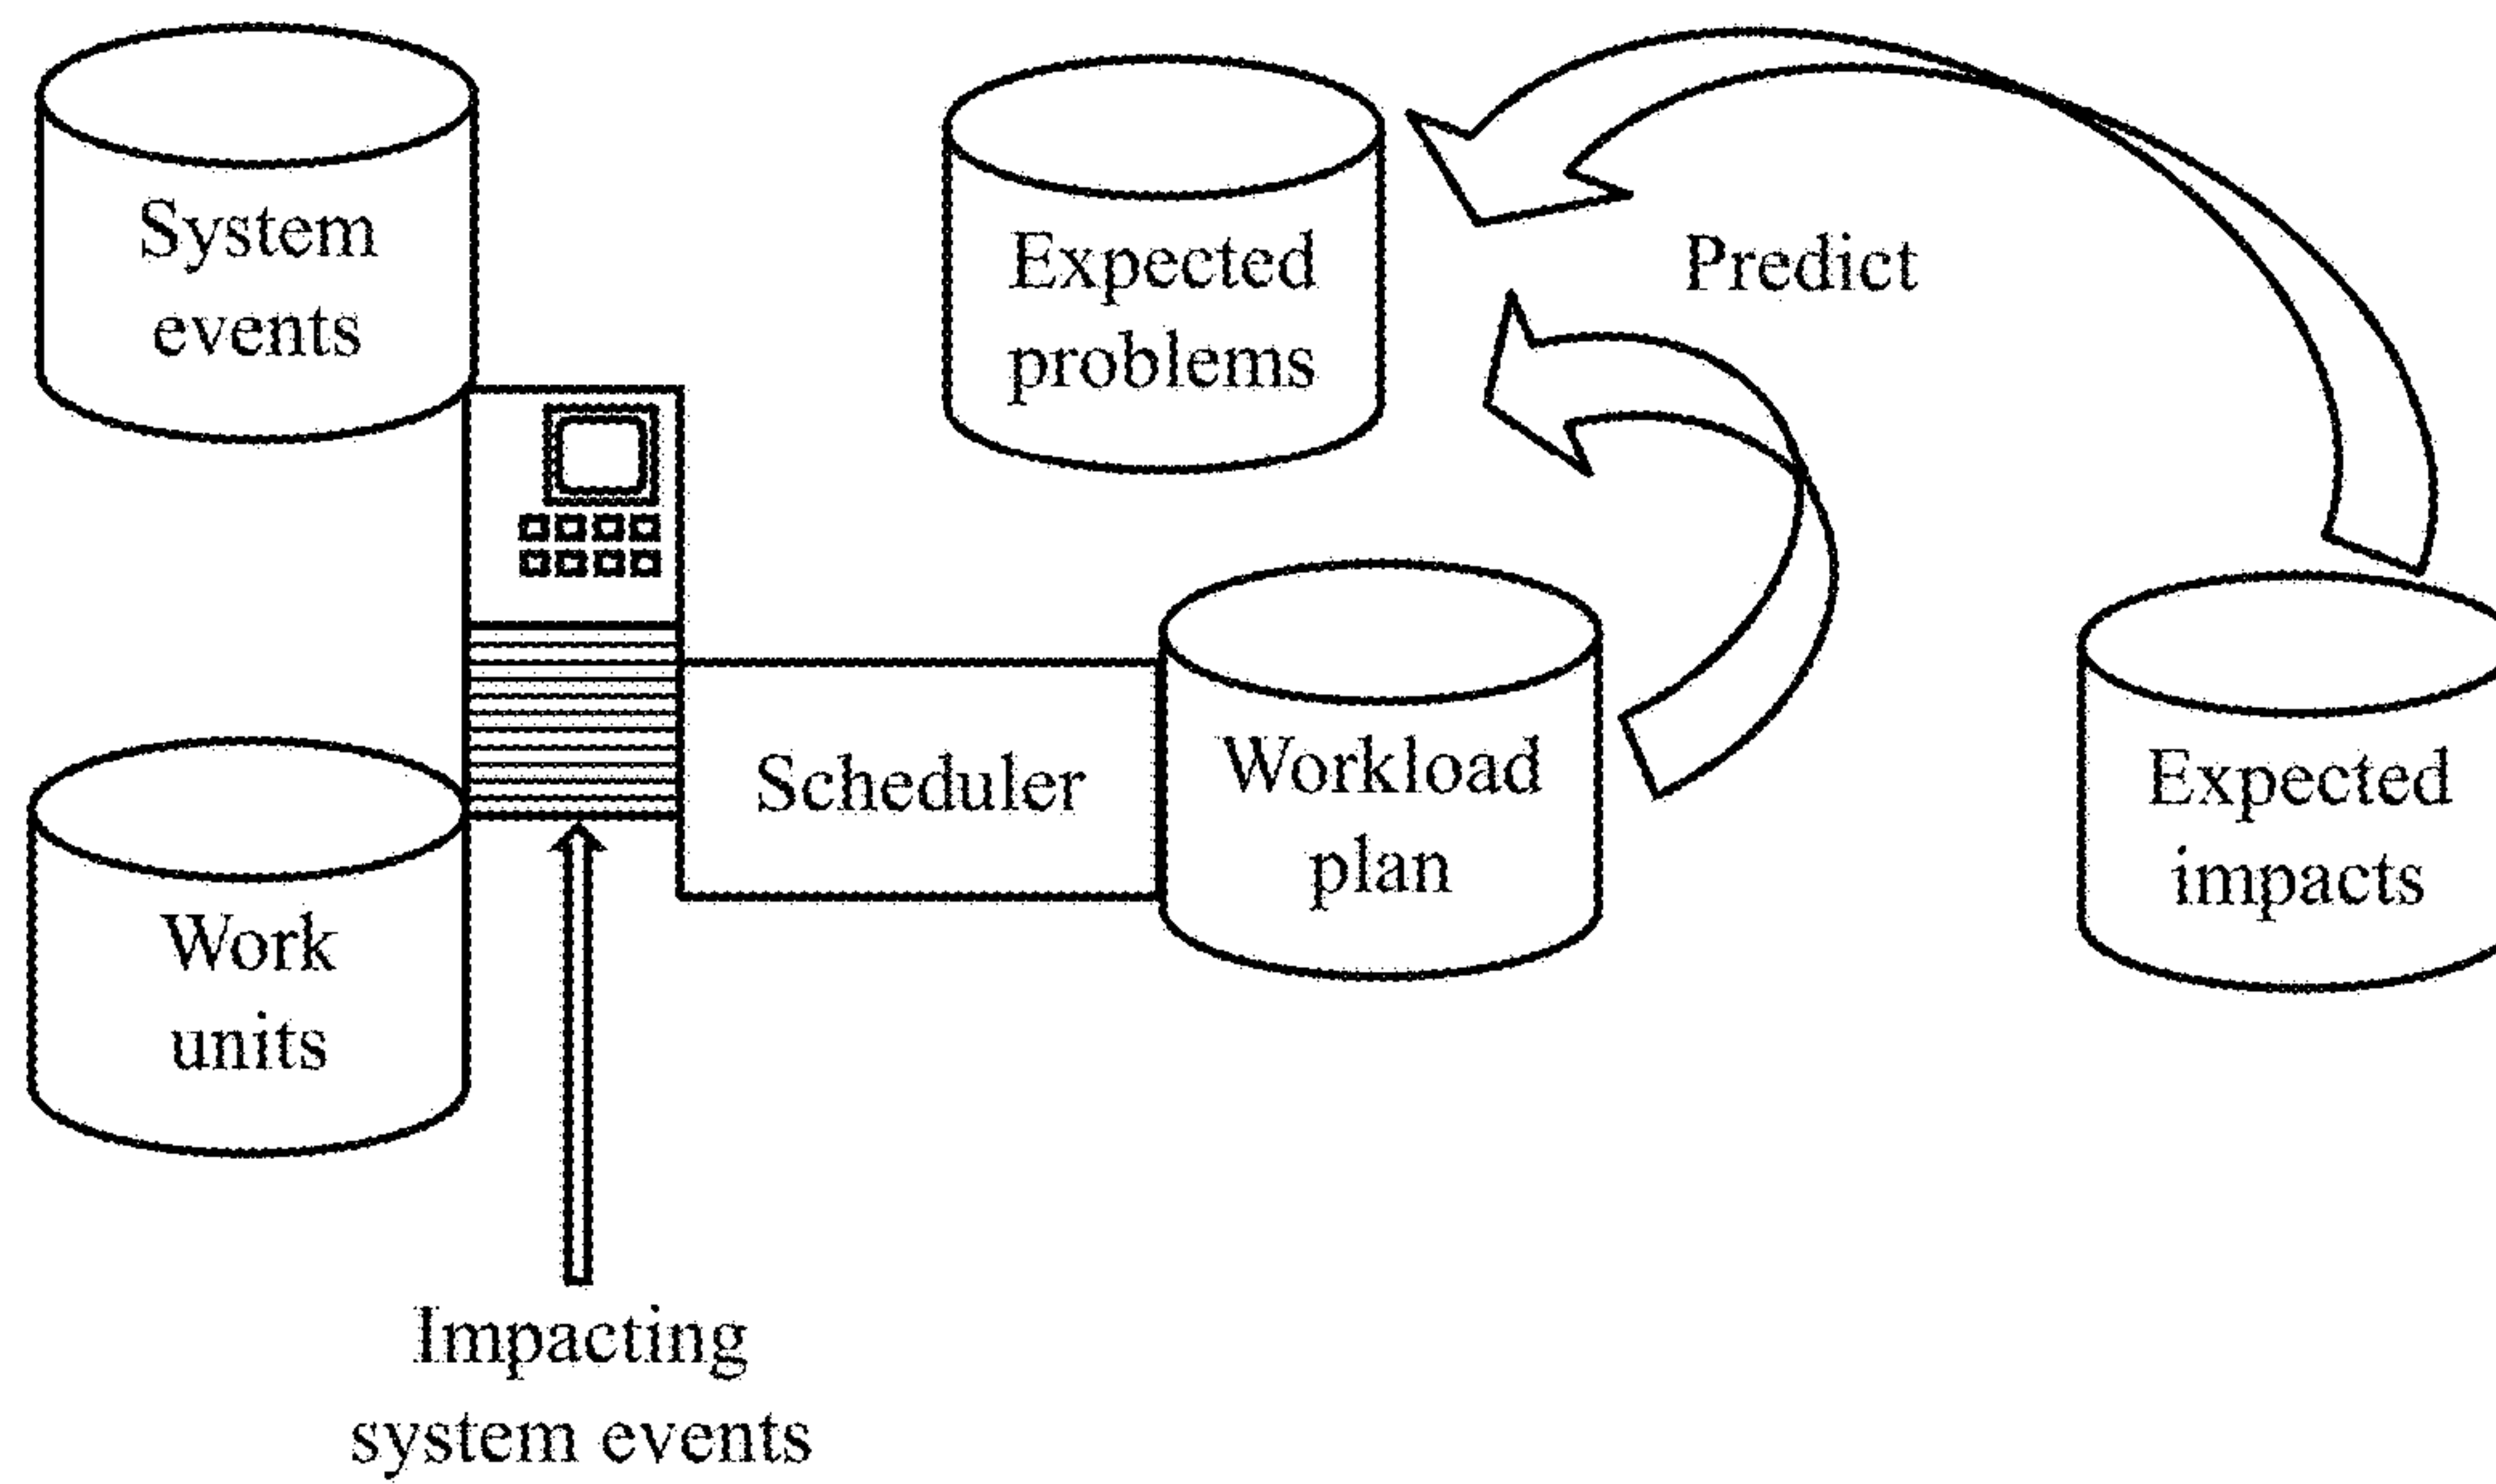 System
events
Expected
problems
Predict
Scheduler
Workload
plan
Expected
impacts
Work
units
Impacting
system events